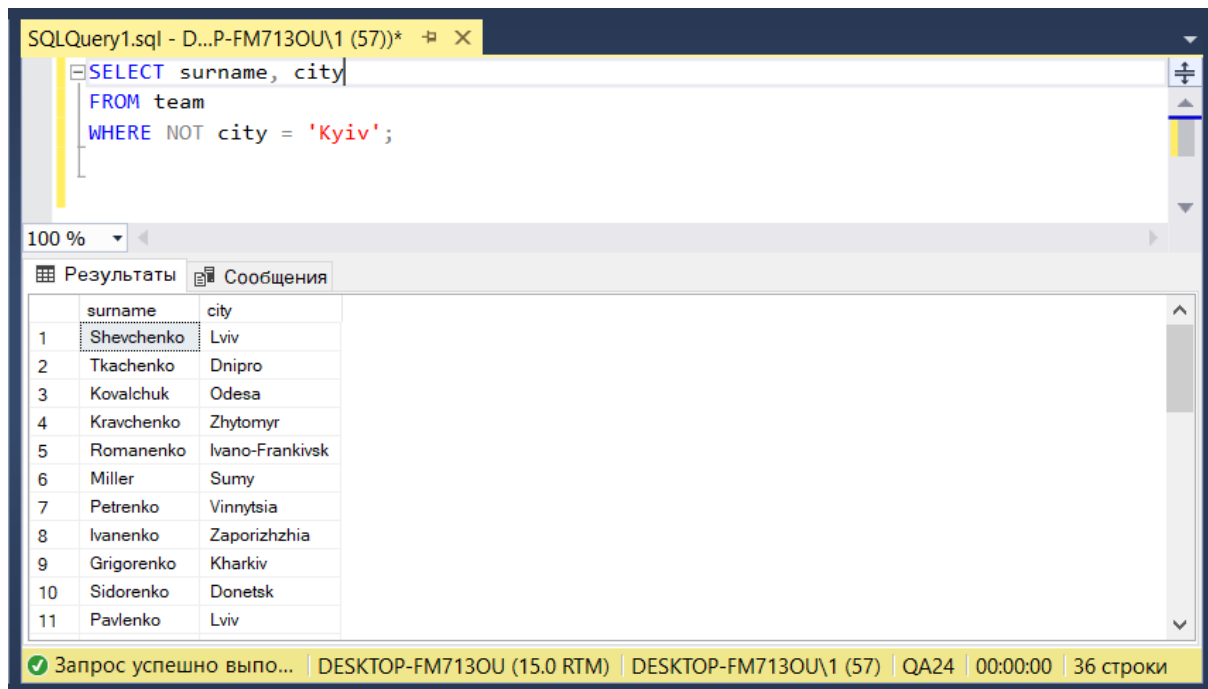 SQLQuery1.sql - D...P-FM713OU\1 (57))*
SELECT surname, city
FROM team
WHERE NOT city = 'Kyiv';
100 %
Результаты Сообщения
surname city
1 Shevchenko Lviv
2 Tkachenko Dnipro
3 Kovalchuk Odesa
4 Kravchenko Zhytomyr
5 Romanenko Ivano-Frankivsk
6 Miller Sumy
7 Petrenko Vinnytsia
8 Ivanenko Zaporizhzhia
9 Grigorenko Kharkiv
10 Sidorenko Donetsk
11 Pavlenko Lviv
Запрос успешно выпо... DESKTOP-FM713OU (15.0 RTM) DESKTOP-FM713OU\1 (57) QA24 00:00:00 36 строки